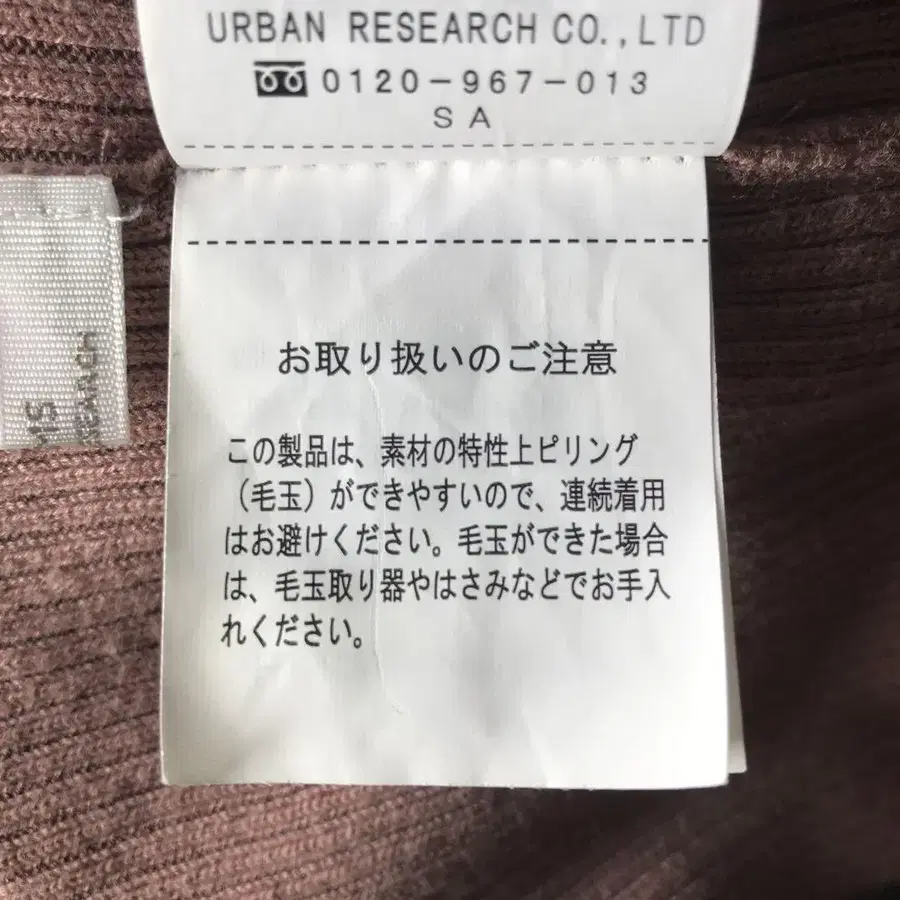 URBAN RESEARCH CO.,LTD
0120-967-013
SA
お取り扱いのご注意
この製品は、素材の特性上ピリング
（毛玉）ができやすいので、連続着用
はお避けください。毛玉ができた場合
は、毛玉取り器やはさみなどでお手入
れください。